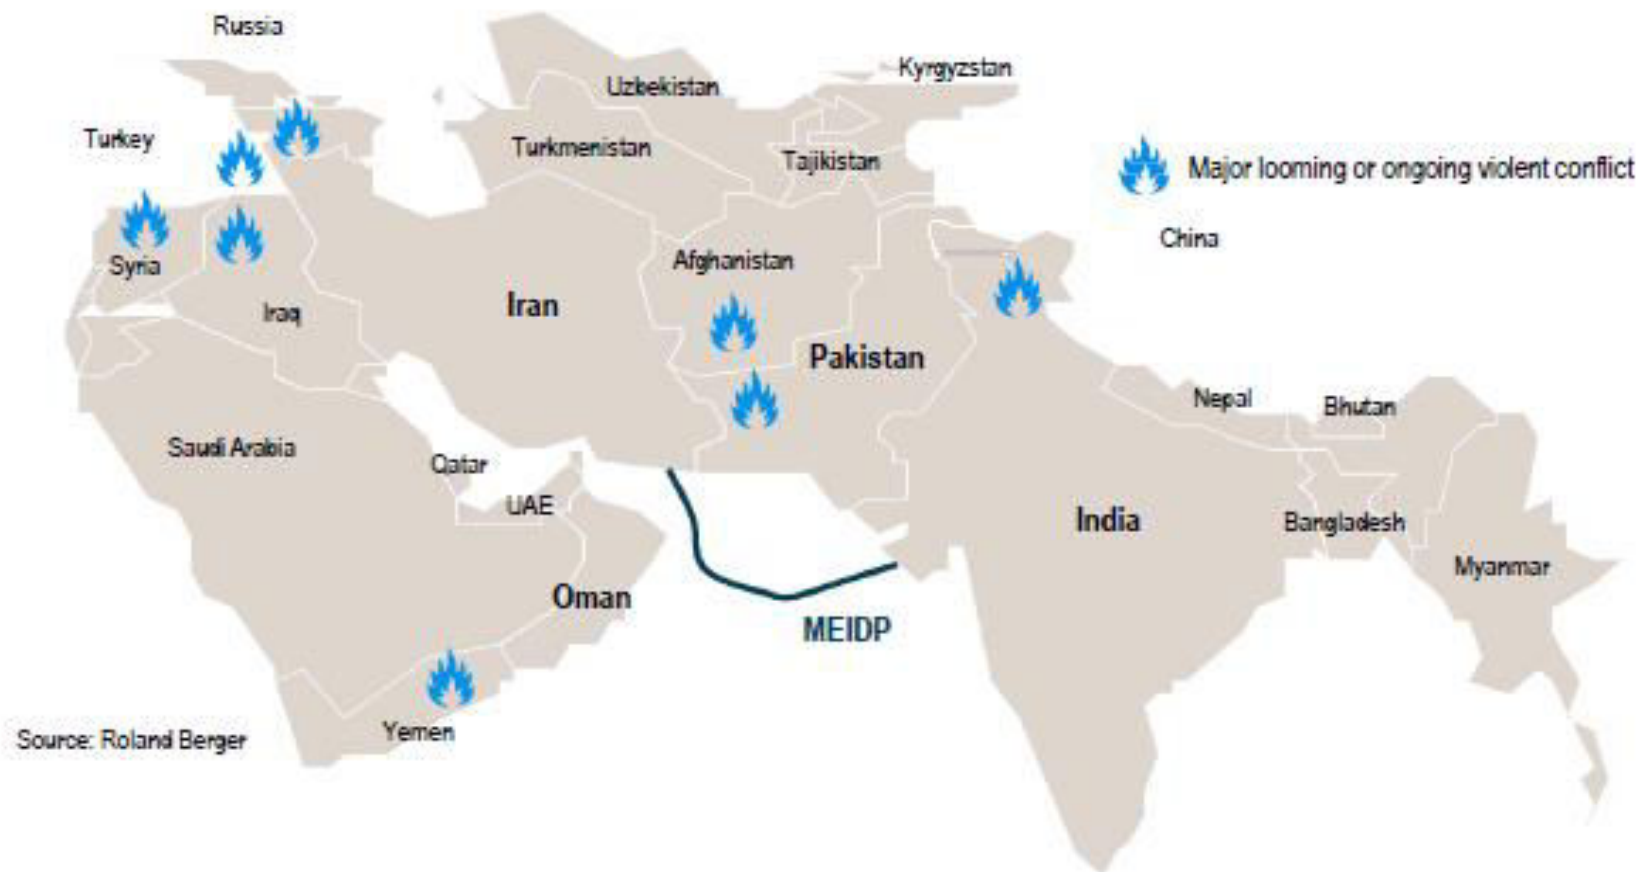 Russia
Kyrgyzstan
Uzbekistan
Turkey
Turkmenistan
Tajikistan
Major looming or ongoing violent conflict
China
Syria
Afghanistan
Iran
Iraq
Pakistan
Nepal
Bhutan
Saudi Arabia
Qatar
UAE
India
Bangladesh
Myanmar
Oman
MEIDP
Yemen
Source: Roland Berger